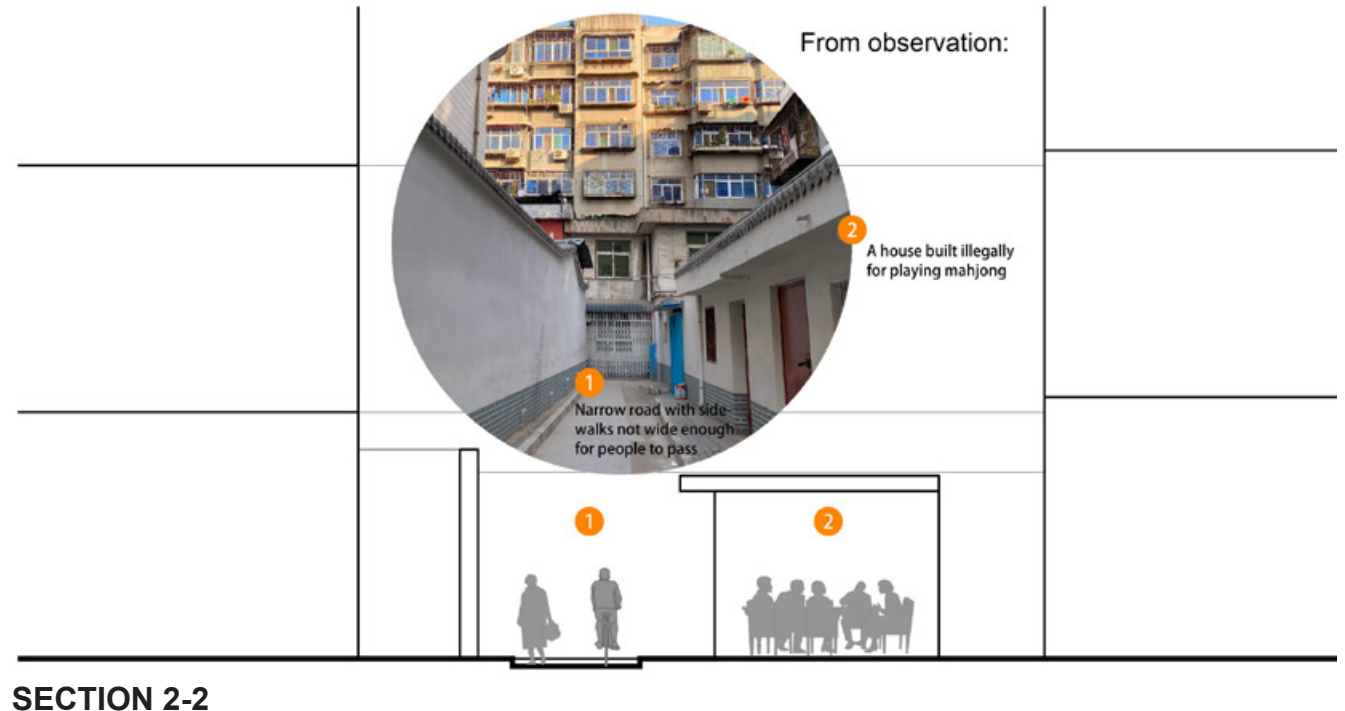 From observation:
2
A house built illegally
for playing mahjong
1
Narrow road with side-
walks not wide enough
for people to pass
1
2
SECTION 2-2